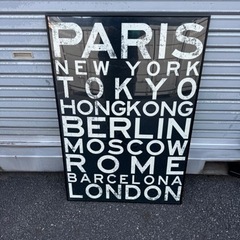 PARIS
NEW YORK
TOKYO
HONGKONG
BERLIN
MOSCOW
ROME
BARCELONA
LONDON